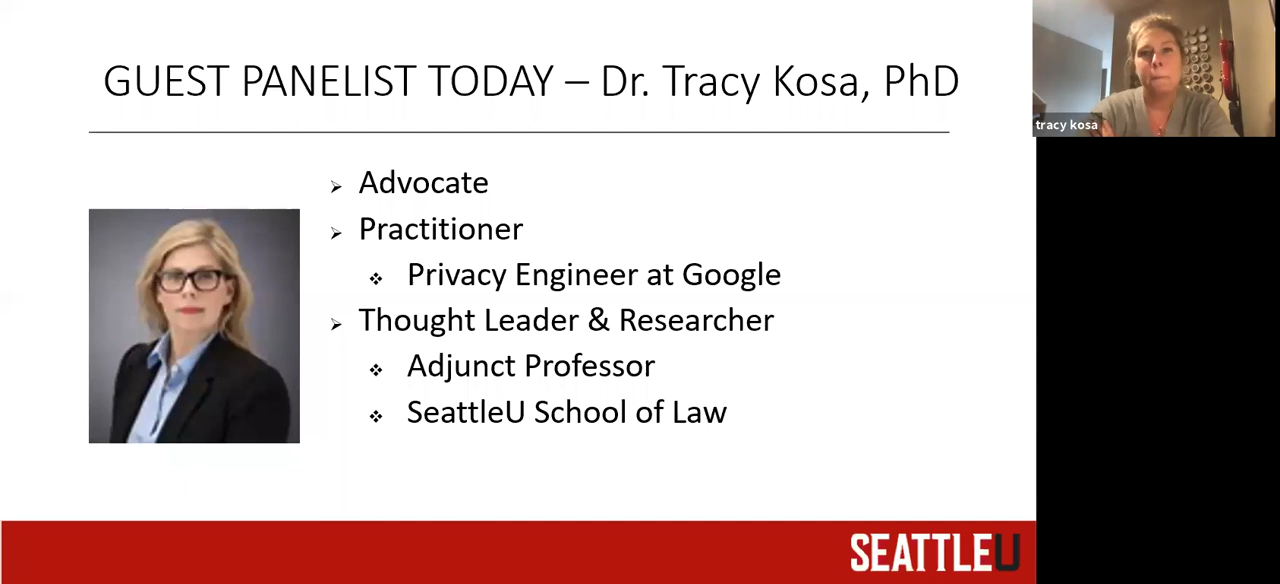 GUEST PANELIST TODAY – Dr. Tracy Kosa, PhD
tracy kosa
Advocate
Practitioner
Privacy Engineer at Google
Thought Leader & Researcher
Adjunct Professor
SeattleU School of Law
SEATTLEU